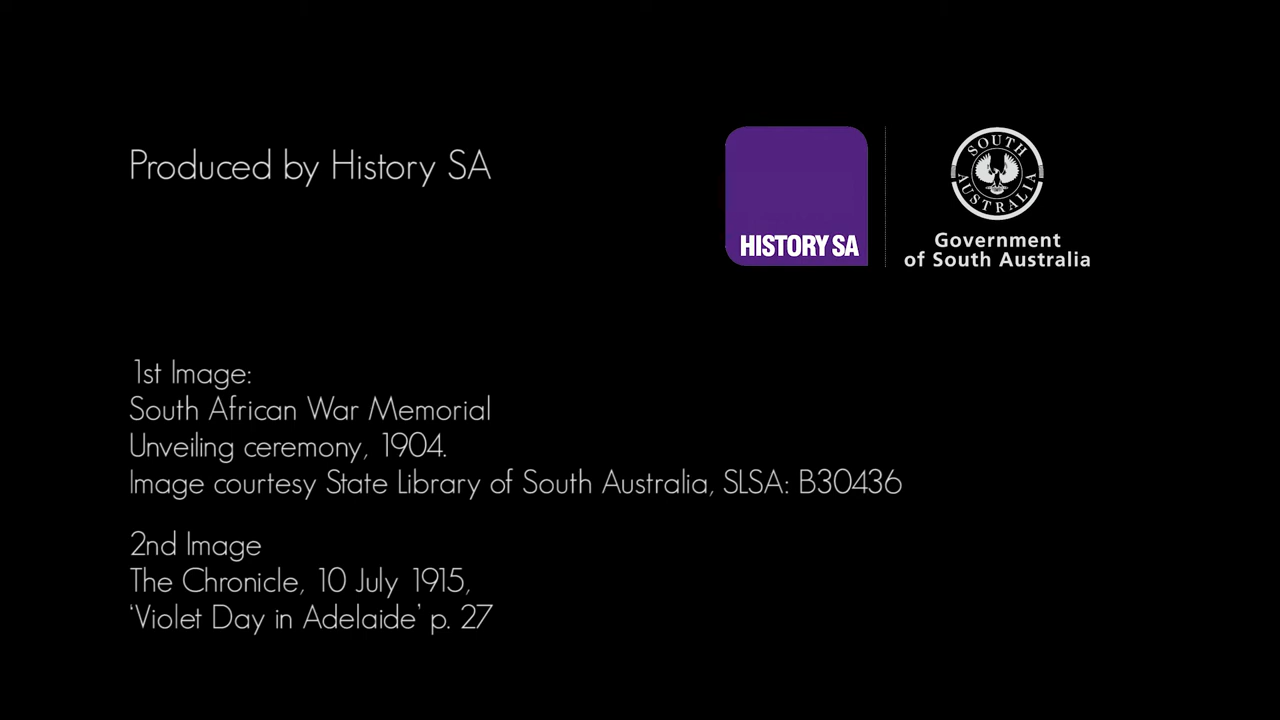 Produced by History SA
HISTORY SA
SOUTH
AUSTRALIA
Government
of South Australia
1st Image:
South African War Memorial
Unveiling ceremony, 1904.
Image courtesy State Library of South Australia, SLSA: B30436
2nd Image
The Chronicle, 10 July 1915,
‘Violet Day in Adelaide’ p. 27